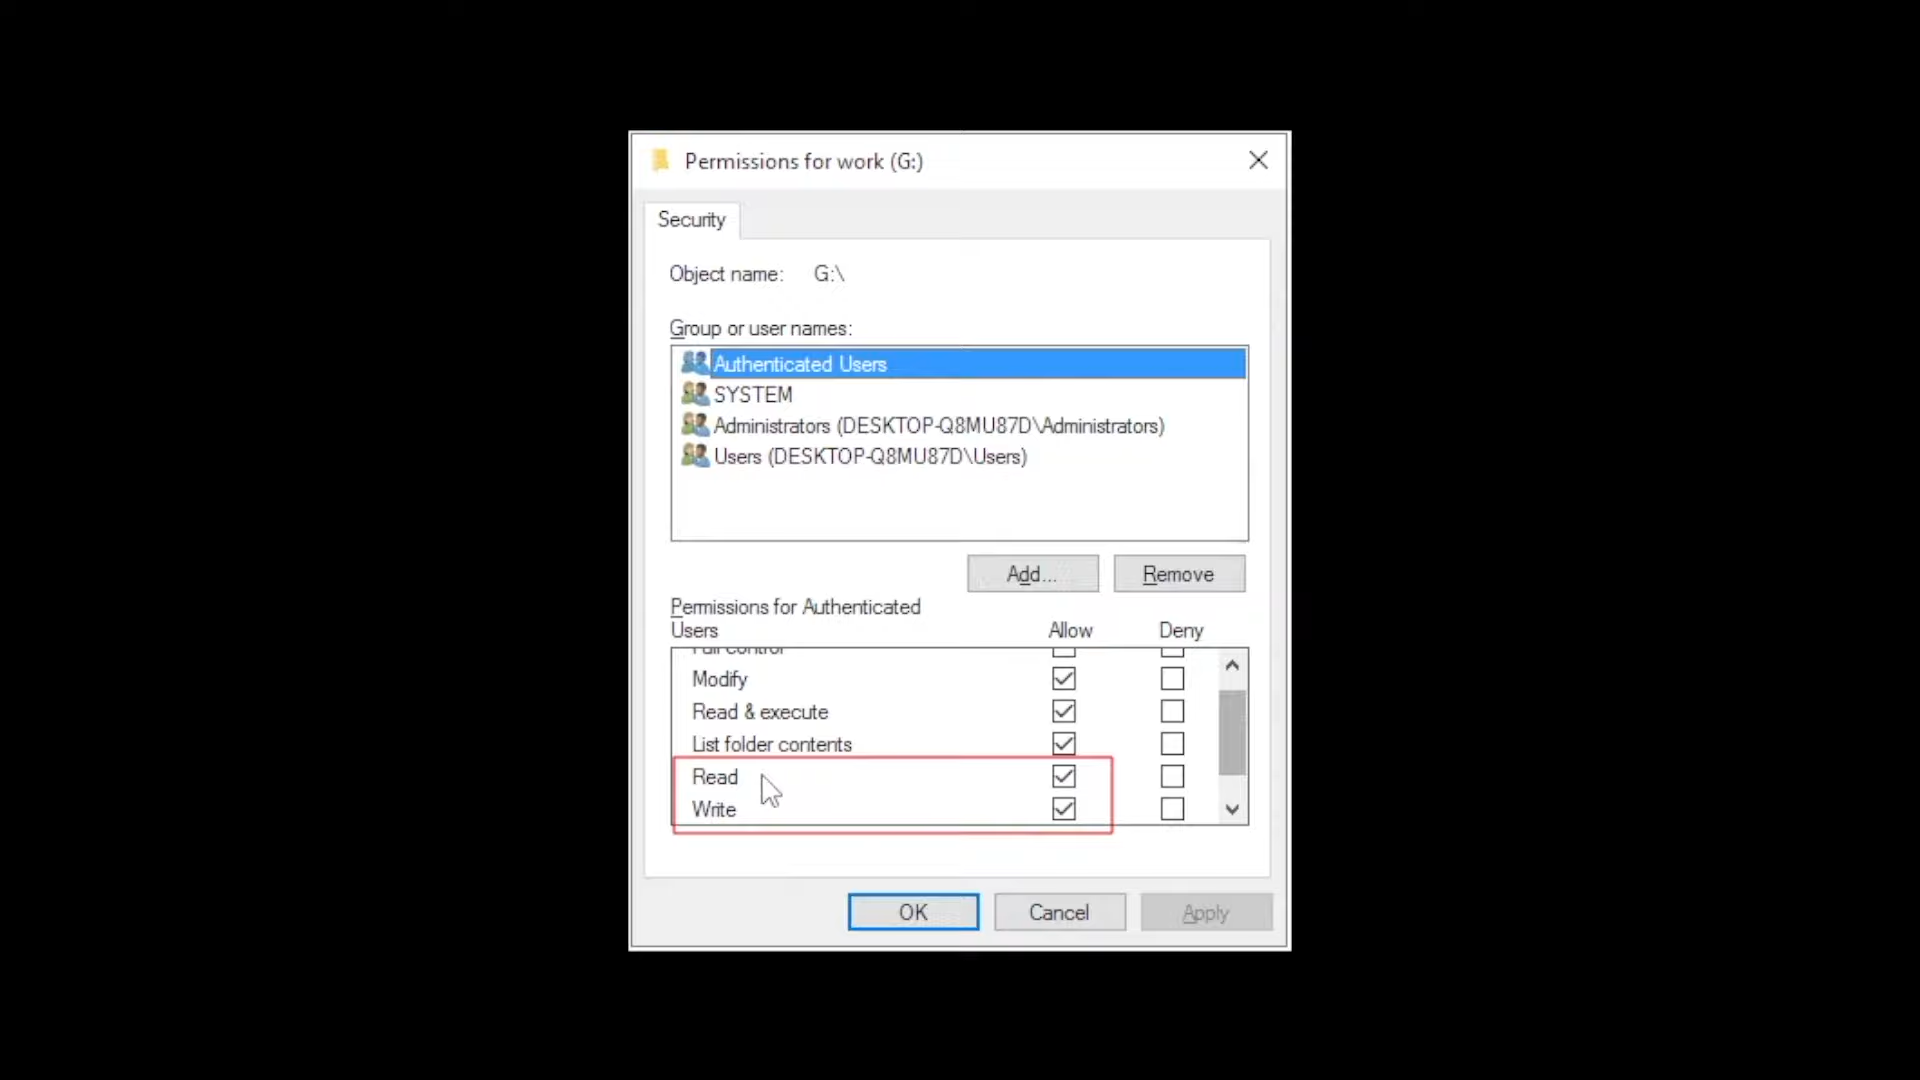 Permissions for work (G:)
Security
Object name: G:\
Group or user names:
Authenticated Users
SYSTEM
Administrators (DESKTOP-Q8MU87D\Administrators)
Users (DESKTOP-Q8MU87D\Users)
Add... Remove
Permissions for Authenticated
Users Allow Deny
Full control
Modify
Read & execute
List folder contents
Read
Write
OK Cancel Apply